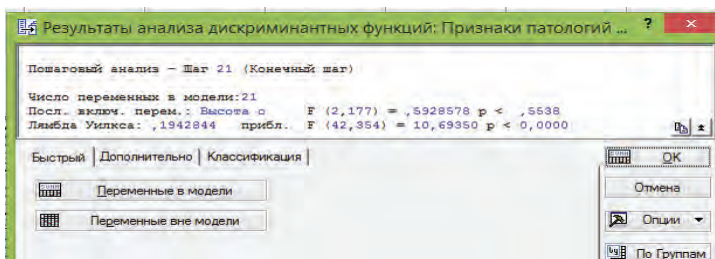 Результаты анализа дискриминантных функций: Признаки патологий ... ?
Пошаговый анализ – Шаг 21 (Конечный шаг)
Число переменных в модели:21
Посл. включ. перем.: Высота о F (2,177) = ,5928578 p < ,5538
Лямбда Уилкса: ,1942844 прибл. F (42,354) = 10,69350 p < 0,0000
Быстрый Дополнительно Классификация
Переменные в модели
Переменные вне модели
OK
Отмена
Опции
По Группам